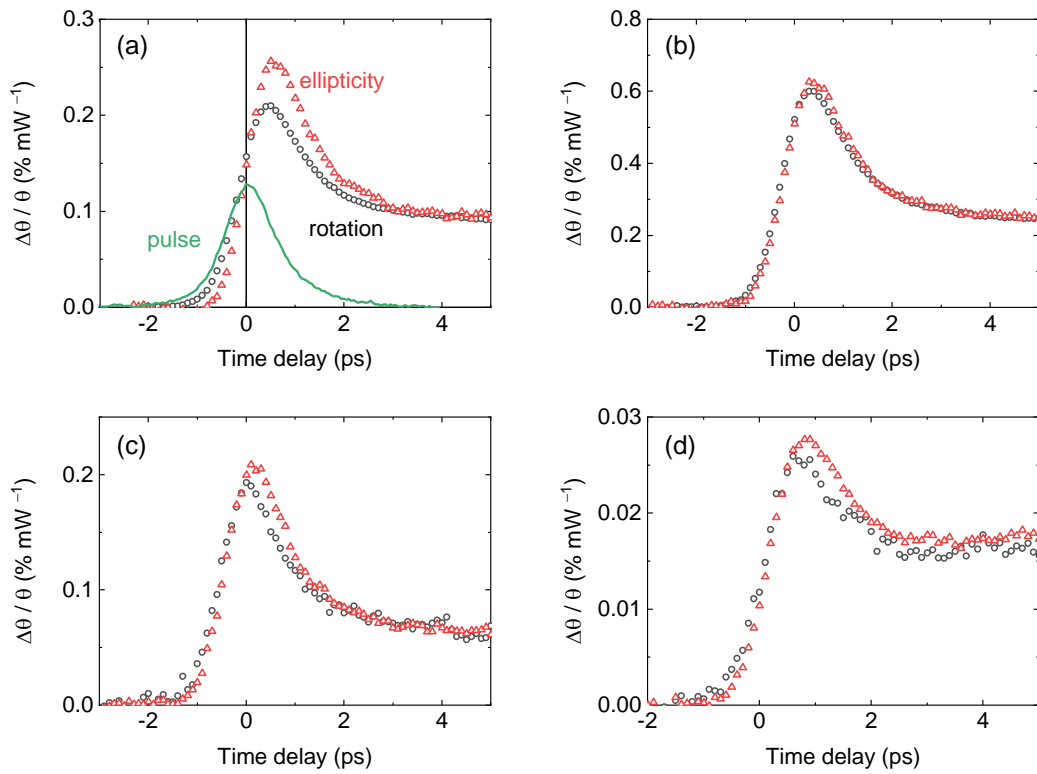 (a)
ellipticity
pulse
rotation
0.3
0.2
0.1
0.0
Δθ / θ (% mW⁻¹)
-2 0 2 4
Time delay (ps)
(b)
0.8
0.6
0.4
0.2
0.0
Δθ / θ (% mW⁻¹)
-2 0 2 4
Time delay (ps)
(c)
0.2
0.1
0.0
Δθ / θ (% mW⁻¹)
-2 0 2 4
Time delay (ps)
(d)
0.03
0.02
0.01
0.00
Δθ / θ (% mW⁻¹)
-2 0 2 4
Time delay (ps)